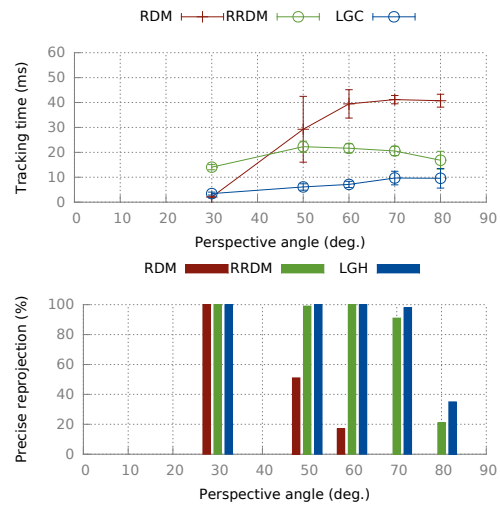 RDM RRDM LGC
60
50
40
30
20
10
0
Tracking time (ms)
0 10 20 30 40 50 60 70 80 90
Perspective angle (deg.)
RDM RRDM LGH
100
80
60
40
20
0
Precise reprojection (%)
0 10 20 30 40 50 60 70 80 90
Perspective angle (deg.)